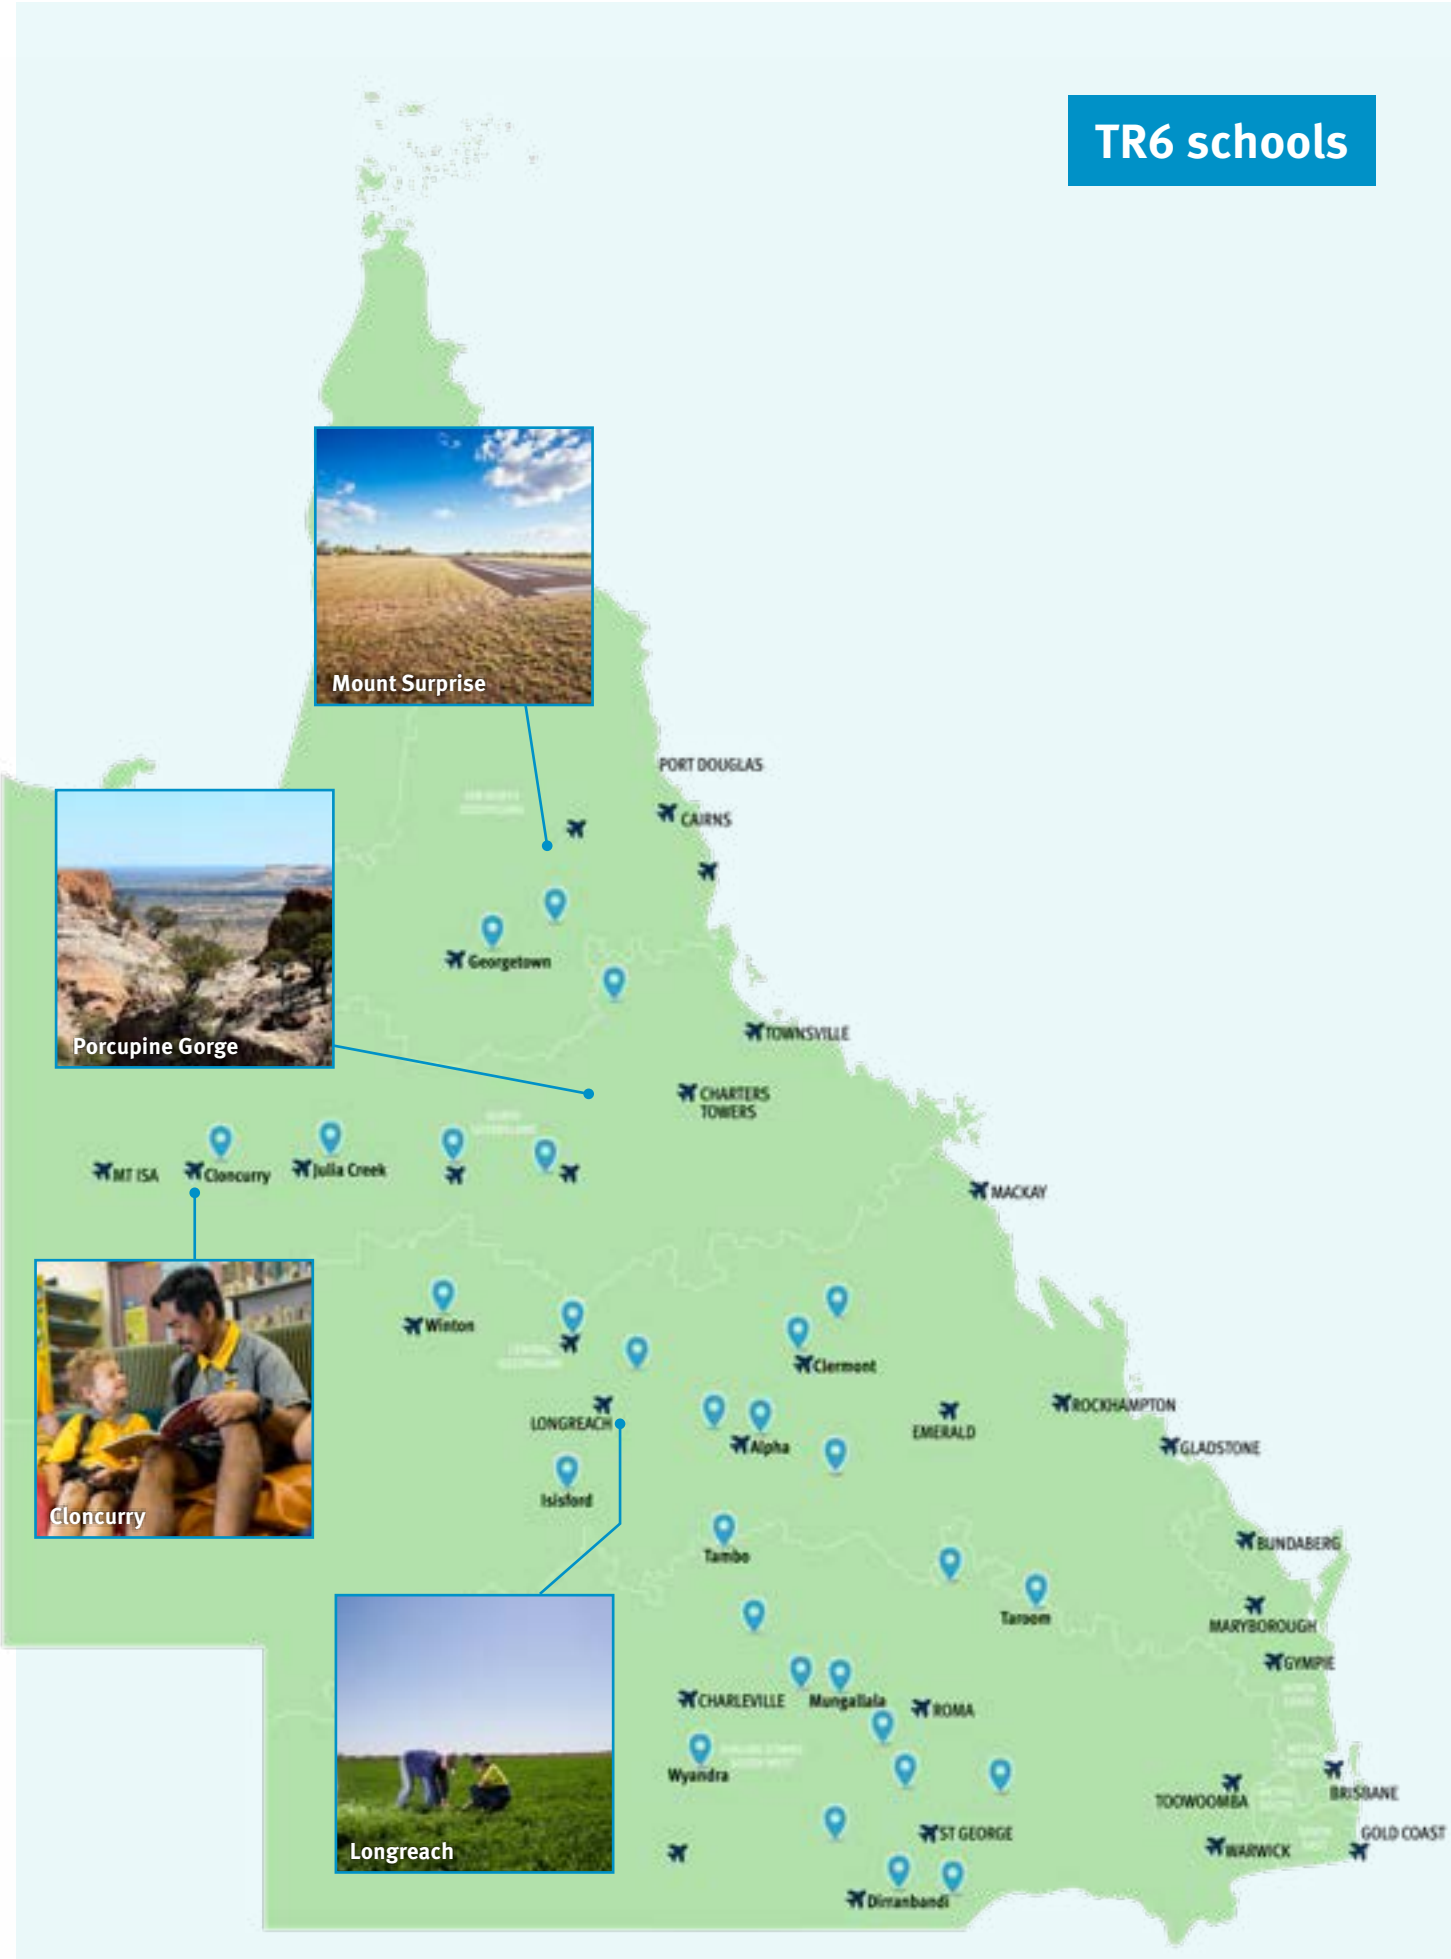 TR6 schools
Mount Surprise
PORT DOUGLAS
CAIRNS
Georgetown
Porcupine Gorge
TOWNSVILLE
CHARTERS
TOWERS
MT ISA
Cloncurry
Julia Creek
MACKAY
Winton
Clermont
LONGREACH
ROCKHAMPTON
EMERALD
Alpha
GLADSTONE
Isisford
Cloncurry
BUNDABERG
Tambo
Taroom
MARYBOROUGH
GYMPIE
CHARLEVILLE
Mungallala
ROMA
Wyandra
BRISBANE
TOOWOOMBA
ST GEORGE
GOLD COAST
WARWICK
Longreach
Dirranbandi